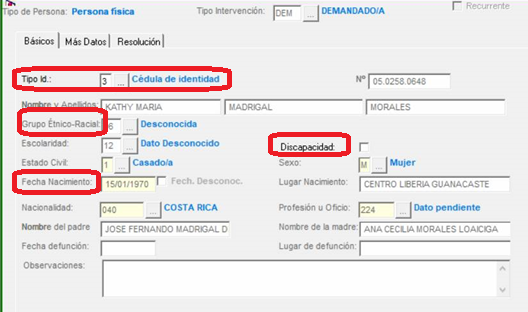 Tipo de Persona: Persona física Tipo Intervención: DEM ... DEMANDADO/A Recurrente
Básicos Más Datos Resolución
Tipo Id.: 3 ... Cédula de identidad Nº 05.0258.0648
Nombre y Apellidos: KATHY MARIA MADRIGAL MORALES
Grupo Étnico-Racial: 6 ... Desconocida
Escolaridad: 12 ... Dato Desconocido Discapacidad:
Estado Civil: 1 ... Casado/a Sexo: M ... Mujer
Fecha Nacimiento: 15/01/1970 Fech. Desconoc. Lugar Nacimiento: CENTRO LIBERIA GUANACASTE
Nacionalidad: 040 ... COSTA RICA Profesión u Oficio: 224 ... Dato pendiente
Nombre del padre JOSE FERNANDO MADRIGAL D Nombre de la madre: ANA CECILIA MORALES LOAICIGA
Fecha defunción: Lugar de defunción:
Observaciones: